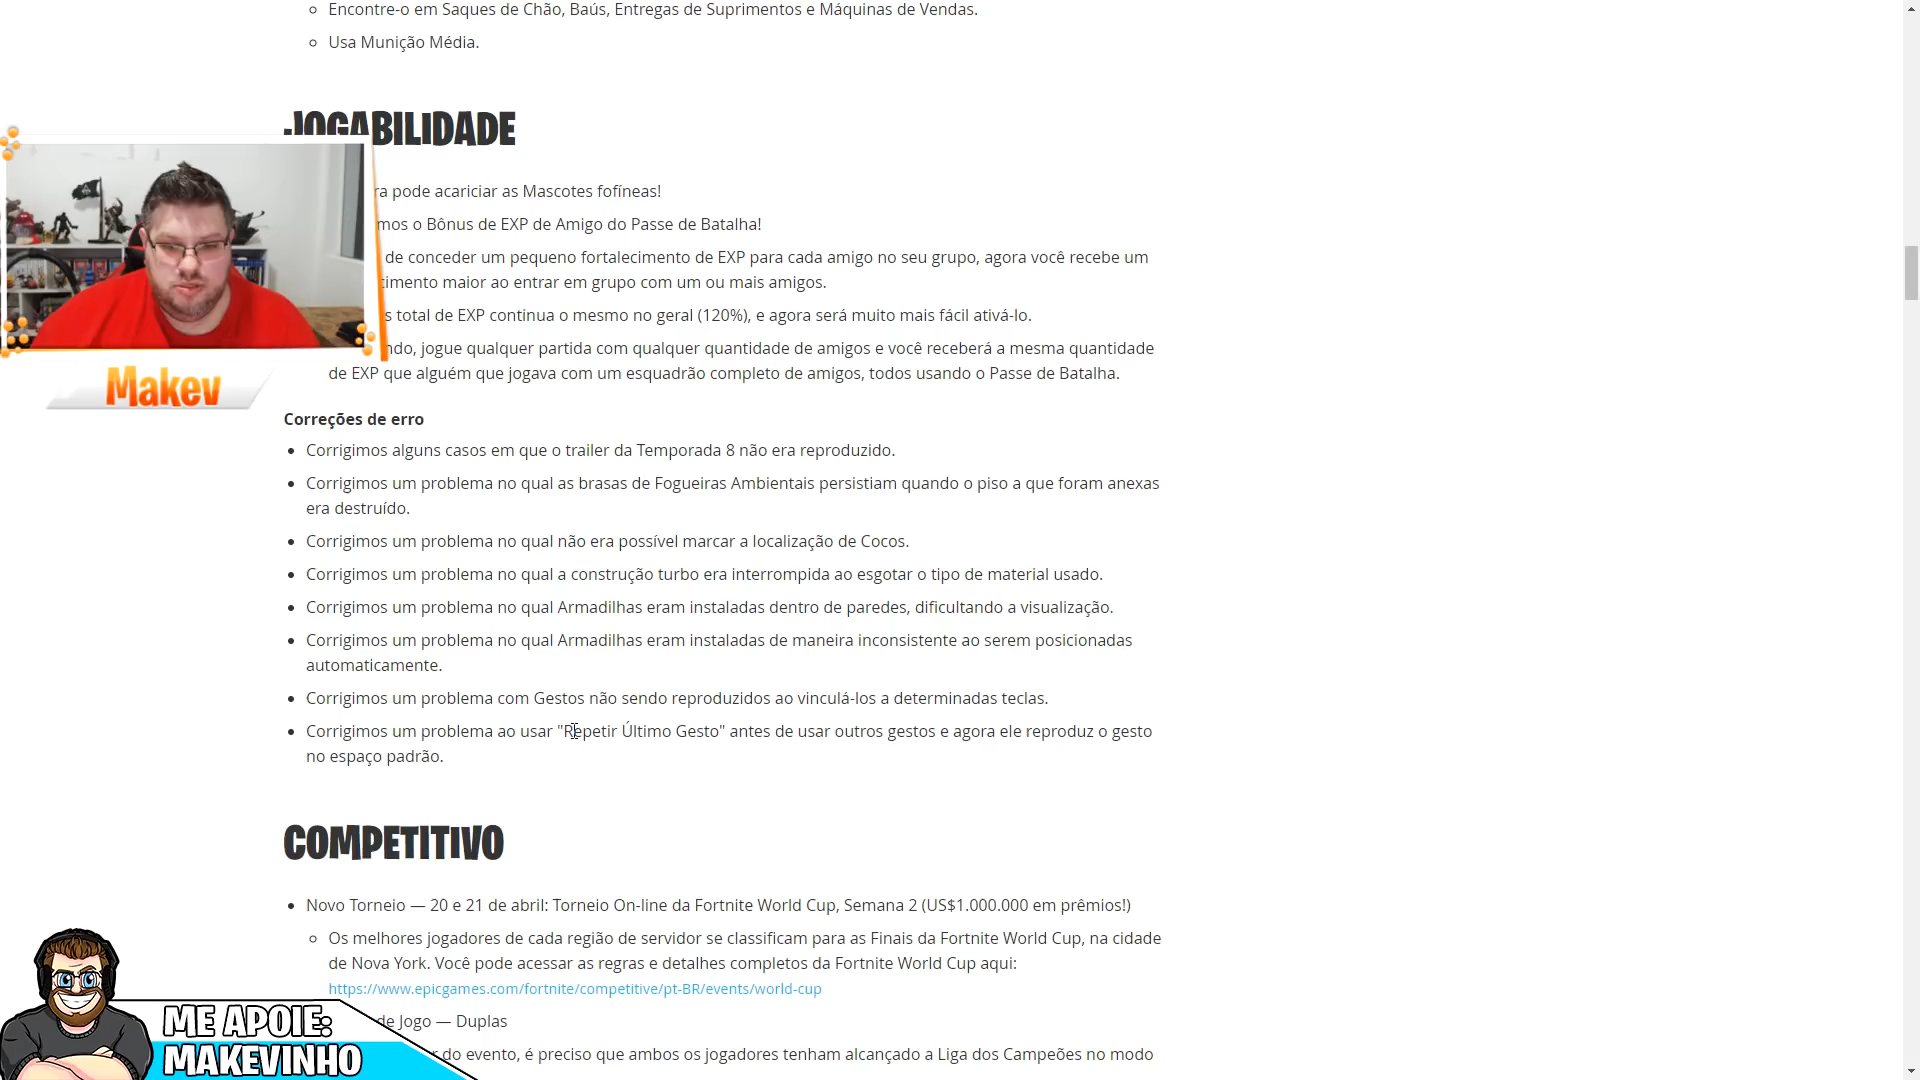 Encontre-o em Saques de Chão, Baús, Entregas de Suprimentos e Máquinas de Vendas.
Usa Munição Média.
JOGABILIDADE
pode acariciar as Mascotes fofíneas!
o Bônus de EXP de Amigo do Passe de Batalha!
de conceder um pequeno fortalecimento de EXP para cada amigo no seu grupo, agora você recebe um
maior ao entrar em grupo com um ou mais amigos.
total de EXP continua o mesmo no geral (120%), e agora será muito mais fácil ativá-lo.
jogue qualquer partida com qualquer quantidade de amigos e você receberá a mesma quantidade
de EXP que alguém que jogava com um esquadrão completo de amigos, todos usando o Passe de Batalha.
Makev
Correções de erro
Corrigimos alguns casos em que o trailer da Temporada 8 não era reproduzido.
Corrigimos um problema no qual as brasas de Fogueiras Ambientais persistiam quando o piso a que foram anexas
era destruído.
Corrigimos um problema no qual não era possível marcar a localização de Cocos.
Corrigimos um problema no qual a construção turbo era interrompida ao esgotar o tipo de material usado.
Corrigimos um problema no qual Armadilhas eram instaladas dentro de paredes, dificultando a visualização.
Corrigimos um problema no qual Armadilhas eram instaladas de maneira inconsistente ao serem posicionadas
automaticamente.
Corrigimos um problema com Gestos não sendo reproduzidos ao vinculá-los a determinadas teclas.
Corrigimos um problema ao usar "Repetir Último Gesto" antes de usar outros gestos e agora ele reproduz o gesto
no espaço padrão.
COMPETITIVO
Novo Torneio — 20 e 21 de abril: Torneio On-line da Fortnite World Cup, Semana 2 (US$1.000.000 em prêmios!)
Os melhores jogadores de cada região de servidor se classificam para as Finais da Fortnite World Cup, na cidade
de Nova York. Você pode acessar as regras e detalhes completos da Fortnite World Cup aqui:
https://www.epicgames.com/fortnite/competitive/pt-BR/events/world-cup
de Jogo — Duplas
do evento, é preciso que ambos os jogadores tenham alcançado a Liga dos Campeões no modo
ME APOIE:
MAKEVINHO